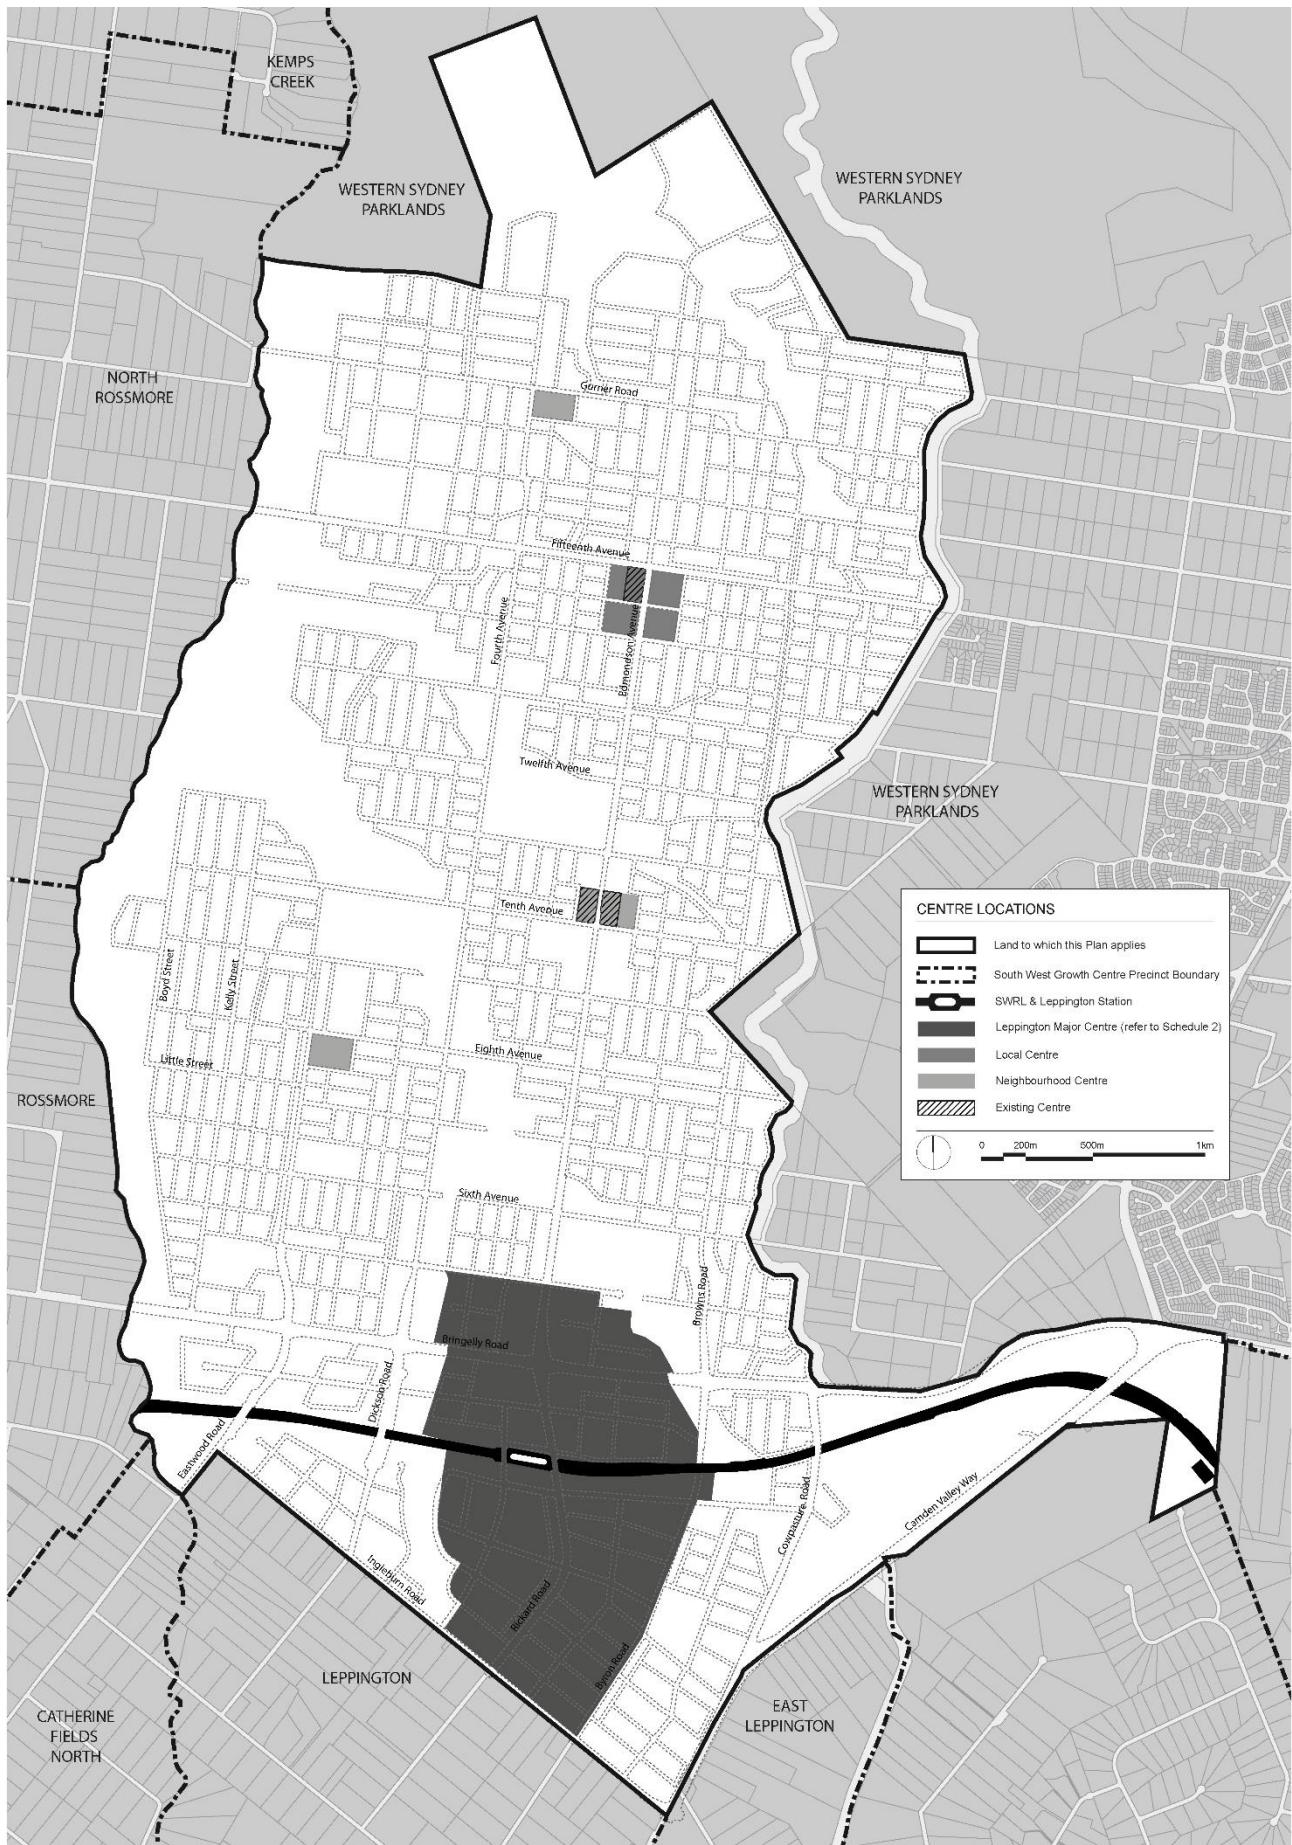 KEMPS
CREEK
WESTERN SYDNEY
PARKLANDS
WESTERN SYDNEY
PARKLANDS
NORTH
ROSSMORE
Gurner Road
Fifteenth Avenue
Fourth Avenue
Edmondson Avenue
Twelfth Avenue
WESTERN SYDNEY
PARKLANDS
Tenth Avenue
Boyd Street
Kelly Street
Eighth Avenue
Little Street
ROSSMORE
Sixth Avenue
CENTRE LOCATIONS
Land to which this Plan applies
South West Growth Centre Precinct Boundary
SWRL & Leppington Station
Leppington Major Centre (refer to Schedule 2)
Local Centre
Neighbourhood Centre
Existing Centre
0 200m 500m 1km
Browns Road
Bringelly Road
Dickson Road
Eastwood Road
Cowpasture Road
Camden Valley Way
Ingleburn Road
Rickard Road
Byron Road
LEPPINGTON
EAST
LEPPINGTON
CATHERINE
FIELDS
NORTH